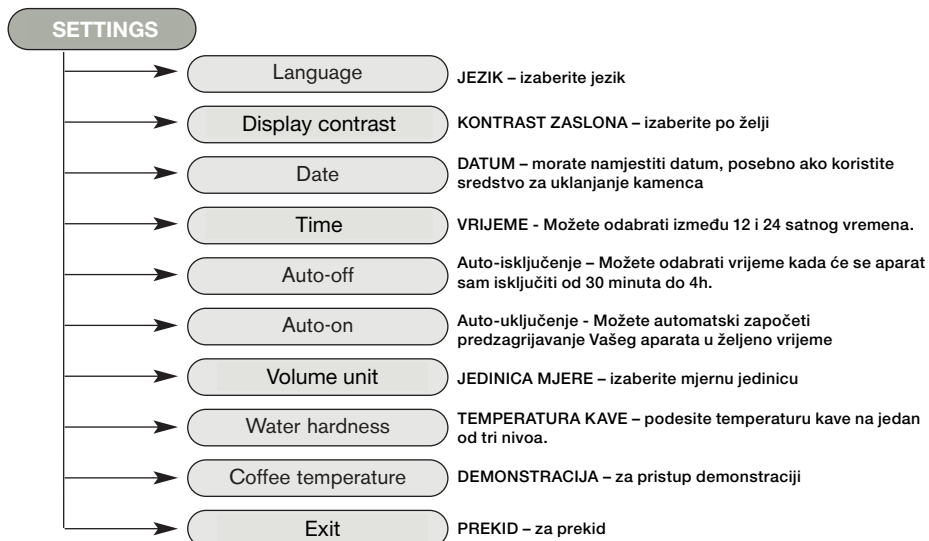 SETTINGS
Language
JEZIK – izaberite jezik
Display contrast
KONTRAST ZASLONA – izaberite po želji
Date
DATUM – morate namjestiti datum, posebno ako koristite
sredstvo za uklanjanje kamenca
Time
VRIJEME - Možete odabrati između 12 i 24 satnog vremena.
Auto-off
Auto-isključenje – Možete odabrati vrijeme kada će se aparat
sam isključiti od 30 minuta do 4h.
Auto-on
Auto-uključenje - Možete automatski započeti
predzagrijavanje Vašeg aparata u željeno vrijeme
Volume unit
JEDINICA MJERE – izaberite mjernu jedinicu
Water hardness
TEMPERATURA KAVE – podesite temperaturu kave na jedan
od tri nivoa.
Coffee temperature
DEMONSTRACIJA – za pristup demonstraciji
Exit
PREKID – za prekid